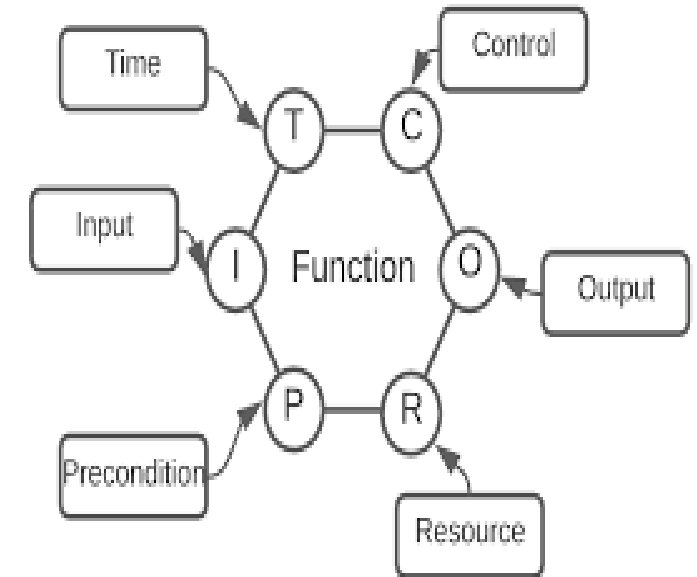 Control
Time
T
C
Input
I
Function
O
Output
P
R
Precondition
Resource